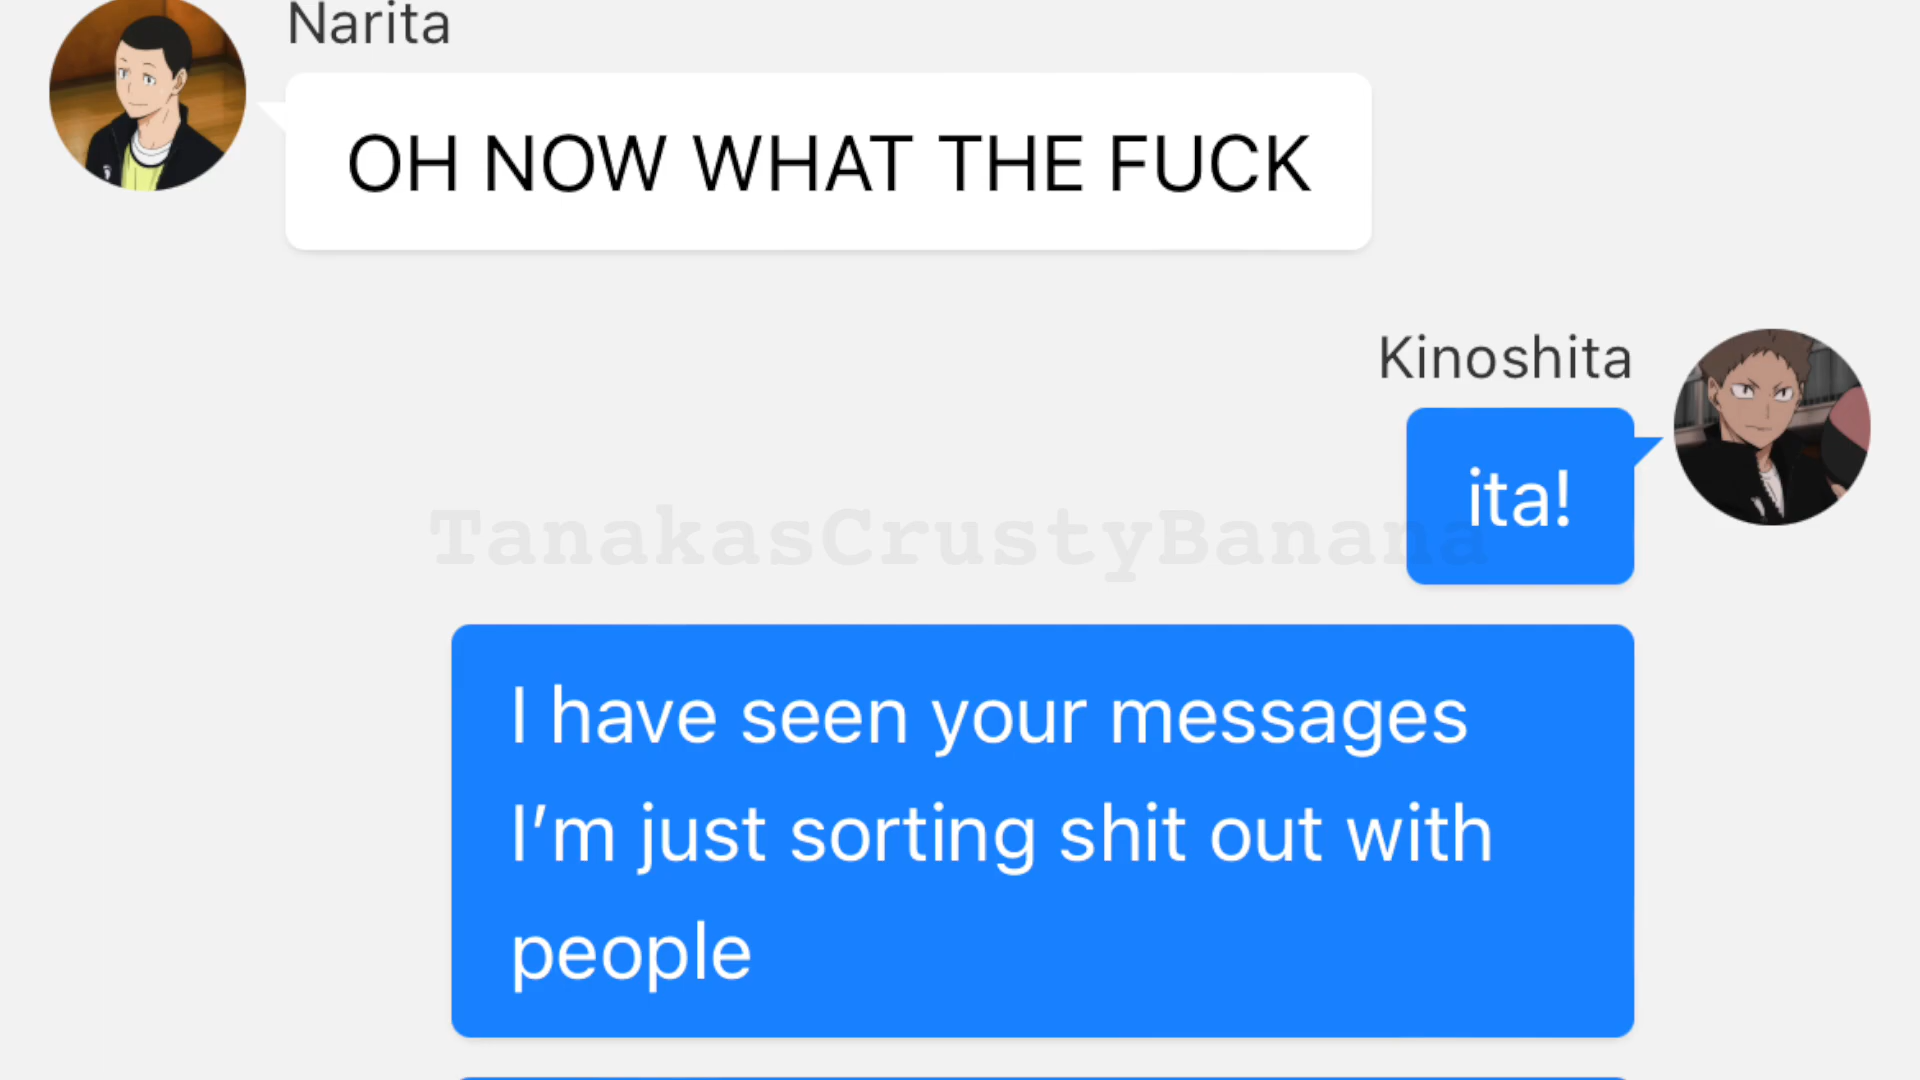 Narita
OH NOW WHAT THE FUCK
Kinoshita
ita!
TanakasCrustyBanana
I have seen your messages
I'm just sorting shit out with
people